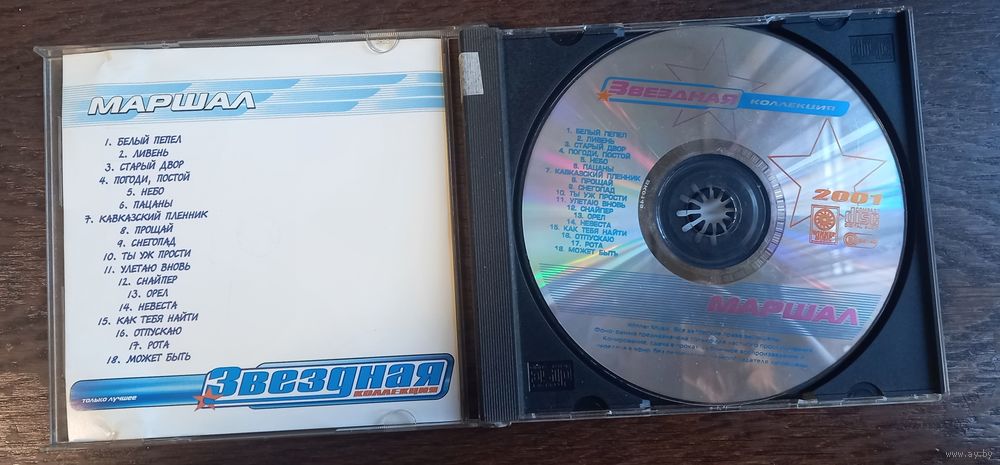 МАРШАЛ
1. БЕЛЫЙ ПЕПЕЛ
2. ЛИВЕНЬ
3. СТАРЫЙ ДВОР
4. ПОГОДИ, ПОСТОЙ
5. НЕБО
6. ПАЦАНЫ
7. КАВКАЗСКИЙ ПЛЕННИК
8. ПРОЩАЙ
9. СНЕГОПАД
10. ТЫ УЖ ПРОСТИ
11. УЛЕТАЮ ВНОВЬ
12. СНАЙПЕР
13. ОРЕЛ
14. НЕВЕСТА
15. КАК ТЕБЯ НАЙТИ
16. ОТПУСКАЮ
17. РОТА
18. МОЖЕТ БЫТЬ
только лучшее
Звездная
КОЛЛЕКЦИЯ
Звездная
КОЛЛЕКЦИЯ
1. БЕЛЫЙ ПЕПЕЛ
2. ЛИВЕНЬ
3. СТАРЫЙ ДВОР
4. ПОГОДИ, ПОСТОЙ
5. НЕБО
6. ПАЦАНЫ
7. КАВКАЗСКИЙ ПЛЕННИК
8. ПРОЩАЙ
9. СНЕГОПАД
10. ТЫ УЖ ПРОСТИ
11. УЛЕТАЮ ВНОВЬ
12. СНАЙПЕР
13. ОРЕЛ
14. НЕВЕСТА
15. КАК ТЕБЯ НАЙТИ
16. ОТПУСКАЮ
17. РОТА
18. МОЖЕТ БЫТЬ
2001
disc
МАРШАЛ
www.ay.by